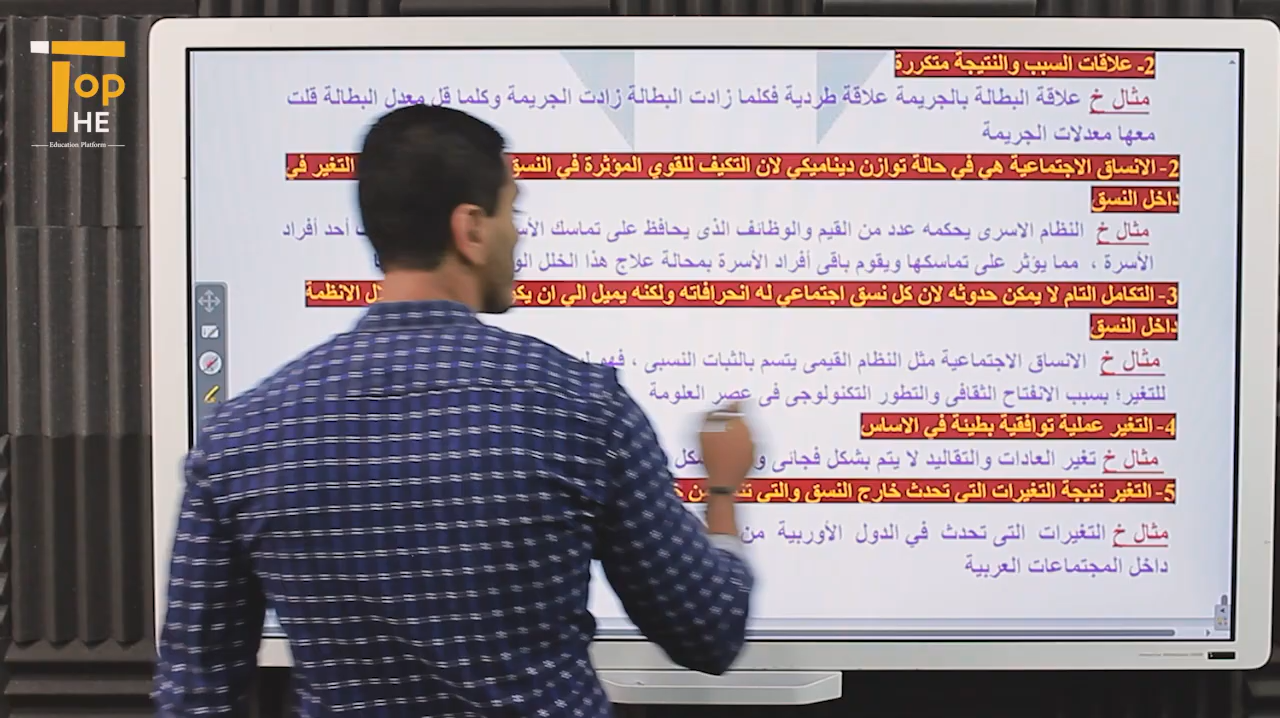 TOP
THE
Education Platform
2- علاقات السبب والنتيجة متكررة
مثال خ علاقة البطالة بالجريمة علاقة طردية فكلما زادت البطالة زادت الجريمة وكلما قل معدل البطالة قلت
معها معدلات الجريمة
2- الانساق الاجتماعية هي في حالة توازن ديناميكي لان التكيف للقوي المؤثرة في النسق التغير في
داخل النسق
مثال خ النظام الاسرى يحكمه عدد من القيم والوظائف الذى يحافظ على تماسك أحد أفراد
الأسرة ، مما يؤثر على تماسكها ويقوم باقى أفراد الأسرة بمحالة علاج هذا الخلل
3- التكامل التام لا يمكن حدوثه لان كل نسق اجتماعي له انحرافاته ولكنه يميل الي ان الانظمة
داخل النسق
مثال خ الانساق الاجتماعية مثل النظام القيمى يتسم بالثبات النسبى ، فهو
للتغير؛ بسبب الانفتاح الثقافى والتطور التكنولوجى فى عصر العلومة
4- التغير عملية توافقية بطيئة في الاساس
مثال خ تغير العادات والتقاليد لا يتم بشكل فجائى
5- التغير نتيجة التغيرات التى تحدث خارج النسق والتى
مثال خ التغيرات التى تحدث في الدول الأوربية من
داخل المجتماعات العربية